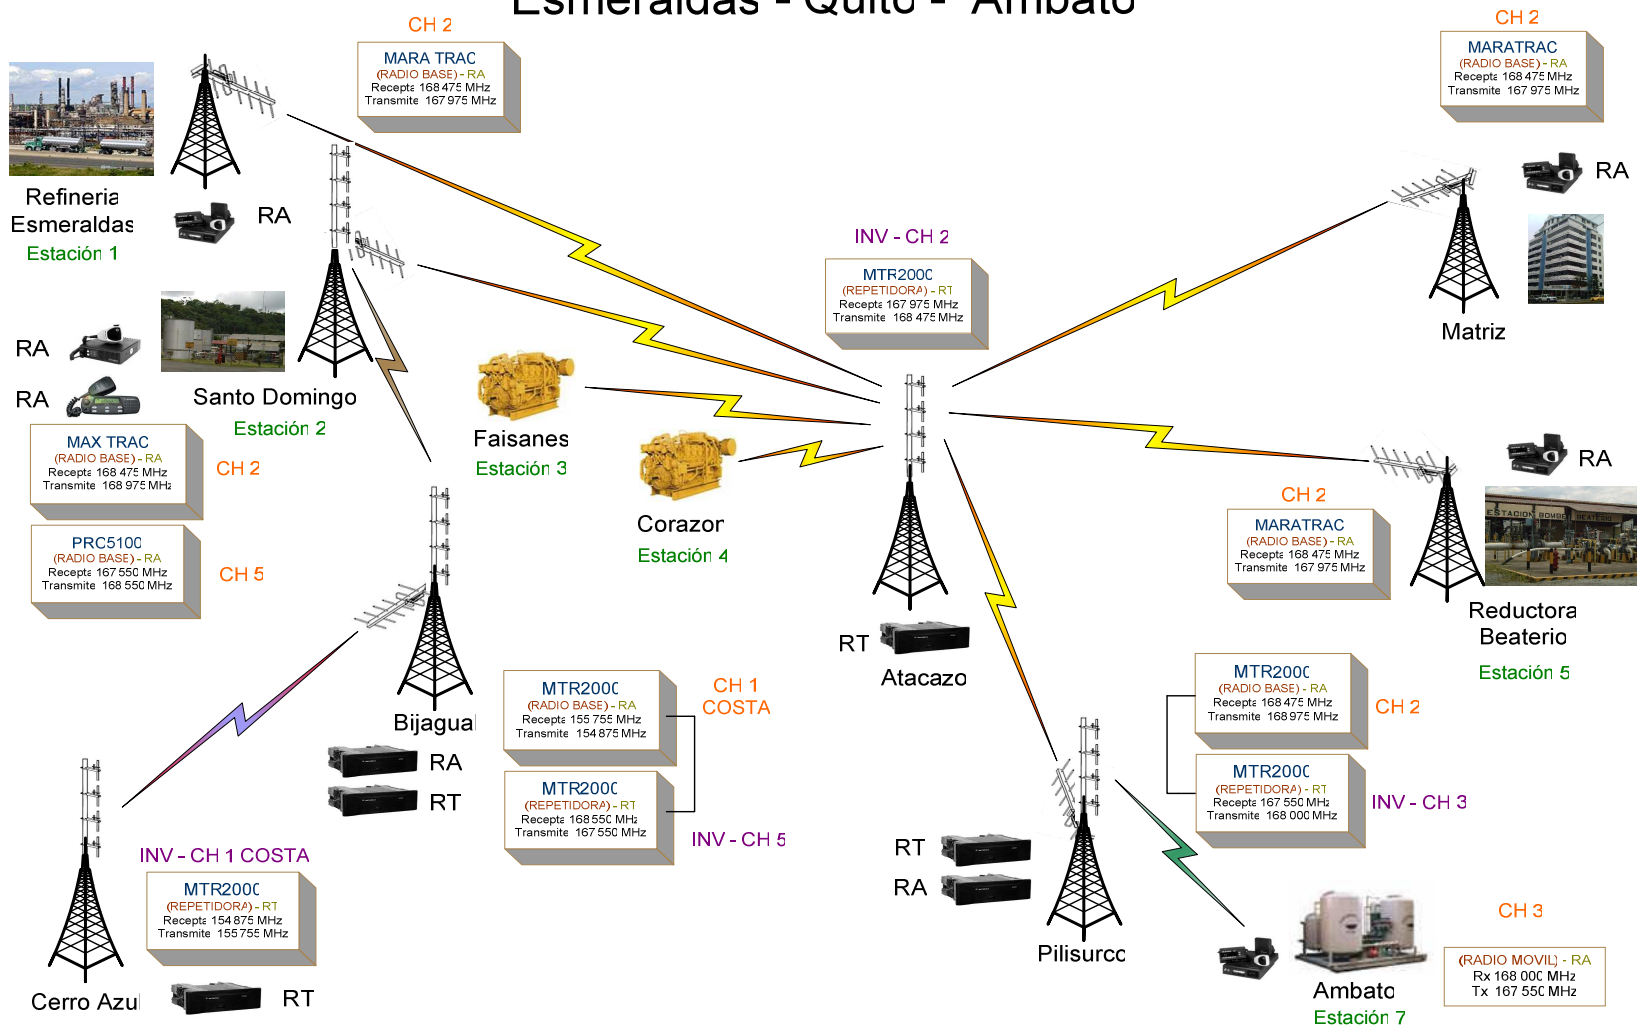 Esmeraldas - Quito - Ambato
CH 2
MARA TRAC
(RADIO BASE) - RA
Recepta 168 475 MHz
Transmite 167 975 MHz
CH 2
MARATRAC
(RADIO BASE) - RA
Recepta 168 475 MHz
Transmite 167 975 MHz
Refineria
Esmeraldas
Estación 1
RA
RA
Matriz
INV - CH 2
MTR2000
(REPETIDORA) - RT
Recepta 167 975 MHz
Transmite 168 475 MHz
RA
RA
Santo Domingo
Estación 2
MAX TRAC
(RADIO BASE) - RA
Recepta 168 475 MHz
Transmite 168 975 MHz
CH 2
PRO5100
(RADIO BASE) - RA
Recepta 167 550 MHz
Transmite 168 550 MHz
CH 5
Faisanes
Estación 3
Corazon
Estación 4
RT
Atacazo
CH 2
MARATRAC
(RADIO BASE) - RA
Recepta 168 475 MHz
Transmite 167 975 MHz
RA
ESTACION BOMBEO BEATERIO
Reductora
Beaterio
Estación 5
Bijagual
RA
RT
MTR2000
(RADIO BASE) - RA
Recepta 155 755 MHz
Transmite 154 875 MHz
CH 1
COSTA
MTR2000
(REPETIDORA) - RT
Recepta 168 550 MHz
Transmite 167 550 MHz
INV - CH 5
MTR2000
(RADIO BASE) - RA
Recepta 168 475 MHz
Transmite 168 975 MHz
CH 2
MTR2000
(REPETIDORA) - RT
Recepta 167 550 MHz
Transmite 168 000 MHz
INV - CH 3
INV - CH 1 COSTA
MTR2000
(REPETIDORA) - RT
Recepta 154 875 MHz
Transmite 155 755 MHz
Cerro Azul
RT
RT
RA
Pilisurco
Ambato
Estación 7
CH 3
(RADIO MOVIL) - RA
Rx 168 000 MHz
Tx 167 550 MHz